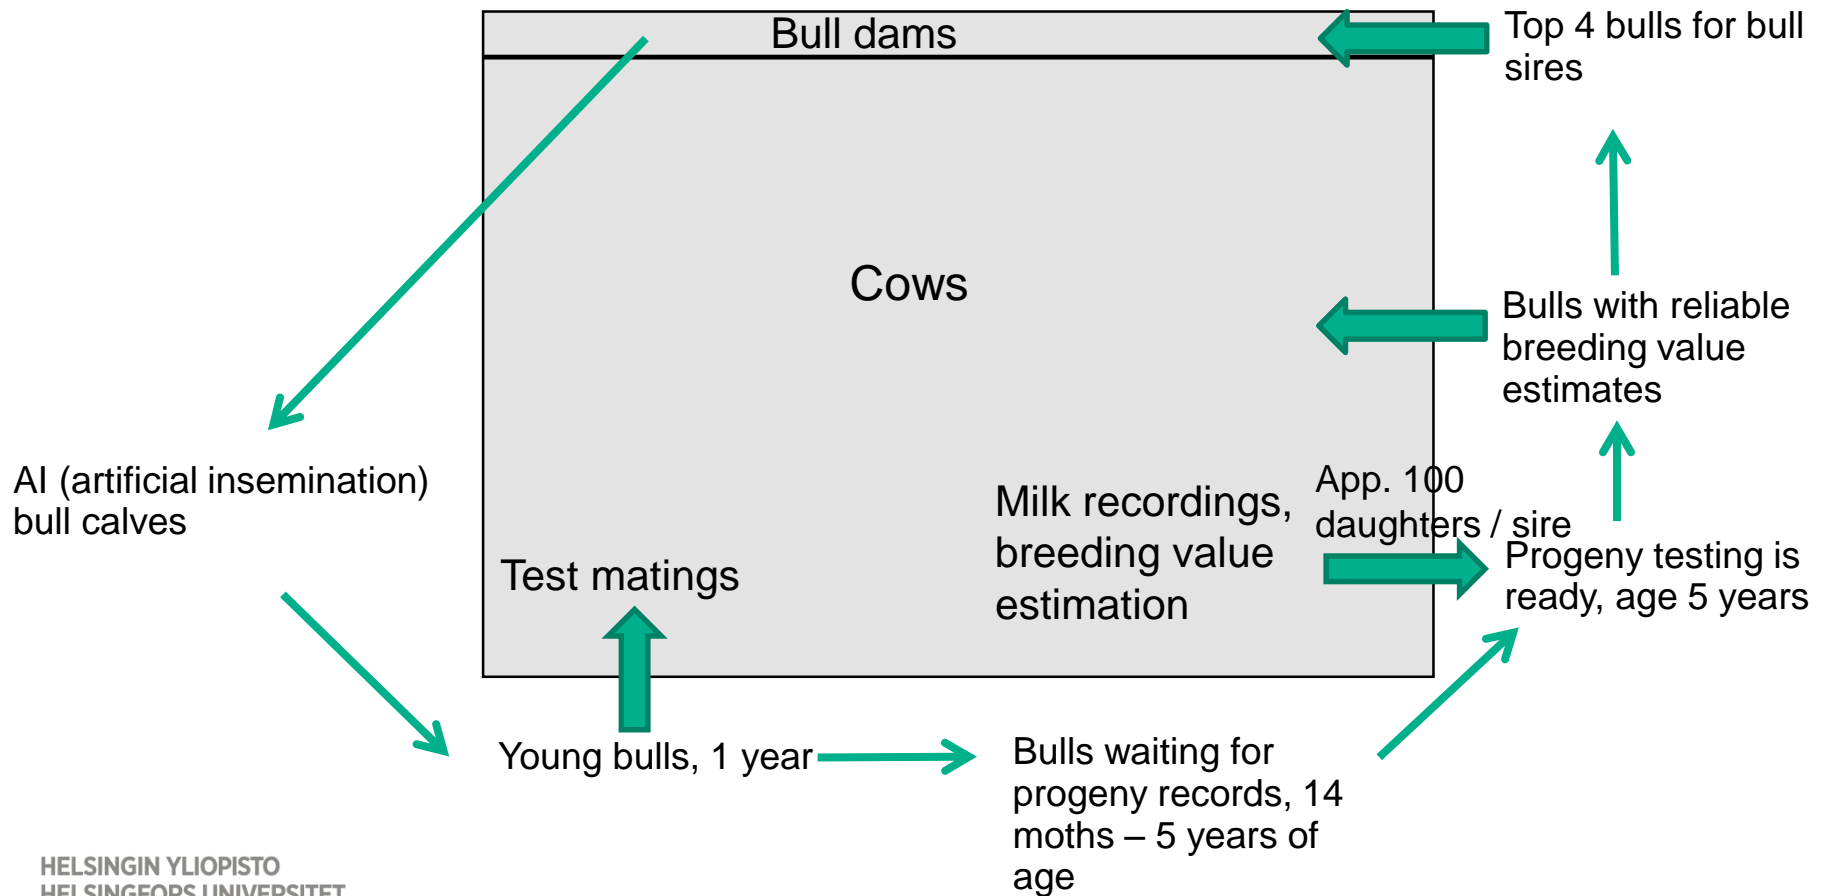 Bull dams
Top 4 bulls for bull
sires
Cows
Bulls with reliable
breeding value
estimates
AI (artificial insemination)
bull calves
Milk recordings,
breeding value
estimation
App. 100
daughters / sire
Test matings
Progeny testing is
ready, age 5 years
Young bulls, 1 year
Bulls waiting for
progeny records, 14
moths – 5 years of
age
HELSINGIN YLIOPISTO
HELSINGFORS UNIVERSITET